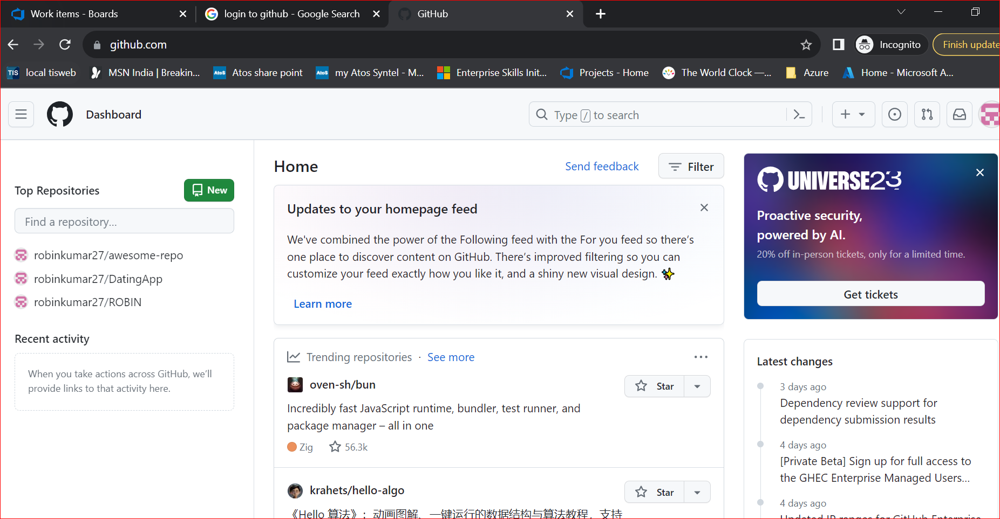 Work items - Boards
login to github - Google Search
GitHub
github.com
Incognito
Finish update
TIS local tisweb
MSN India | Breakin...
Atos Atos share point
Atos my Atos Syntel - M...
Enterprise Skills Init...
Projects - Home
The World Clock —...
Azure
Home - Microsoft A...
Dashboard
Type / to search
Top Repositories
New
Find a repository...
robinkumar27/awesome-repo
robinkumar27/DatingApp
robinkumar27/ROBIN
Recent activity
When you take actions across GitHub, we’ll
provide links to that activity here.
Home
Send feedback
Filter
Updates to your homepage feed
We've combined the power of the Following feed with the For you feed so there’s
one place to discover content on GitHub. There’s improved filtering so you can
customize your feed exactly how you like it, and a shiny new visual design. ✨
Learn more
Trending repositories · See more
oven-sh/bun
Star
Incredibly fast JavaScript runtime, bundler, test runner, and
package manager – all in one
Zig 56.3k
krahets/hello-algo
Star
《Hello 算法》：动画图解、一键运行的数据结构与算法教程，支持
UNIVERSE23
Proactive security,
powered by AI.
20% off in-person tickets, only for a limited time.
Get tickets
Latest changes
3 days ago
Dependency review support for
dependency submission results
4 days ago
[Private Beta] Sign up for full access to
the GHEC Enterprise Managed Users...
4 days ago
Updated IP ranges for GitHub Enterprise